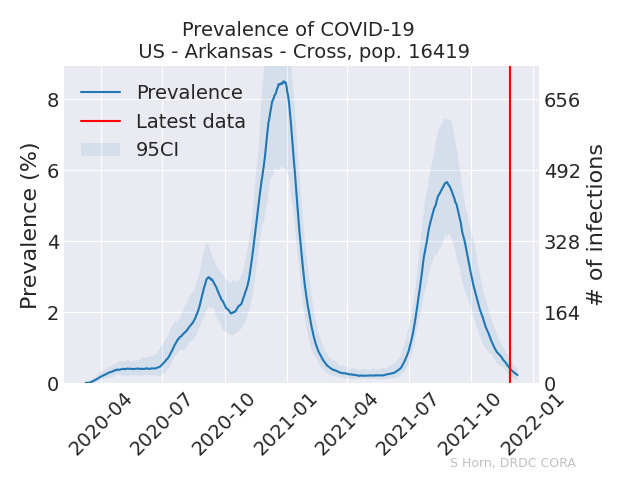 Prevalence of COVID-19
US - Arkansas - Cross, pop. 16419
Prevalence (%)
8
6
4
2
0
Prevalence
Latest data
95CI
656
492
328
164
0
# of infections
2020-04
2020-07
2020-10
2021-01
2021-04
2021-07
2021-10
2022-01
S Horn, DRDC CORA